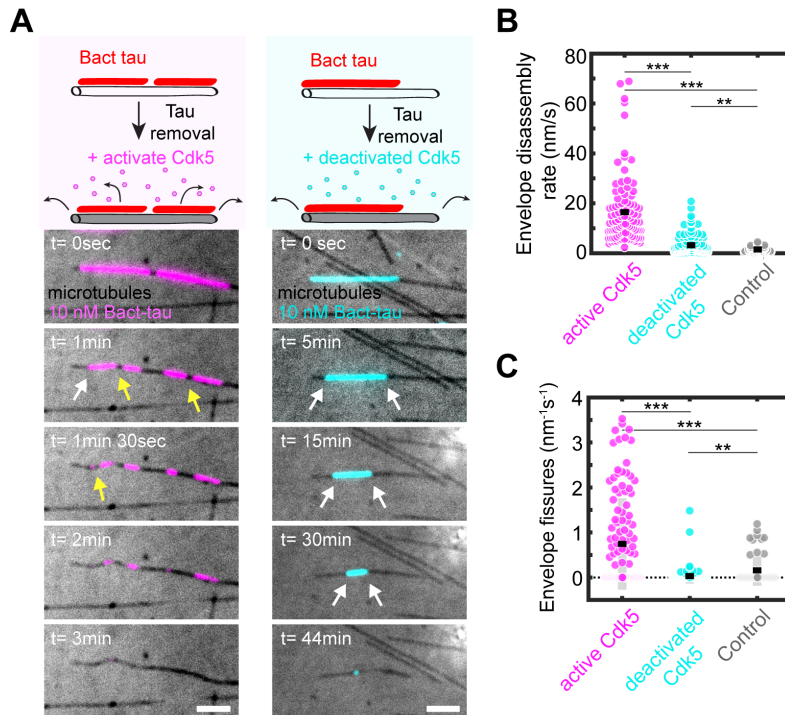 A
Bact tau
Tau
removal
+ activate Cdk5
t= 0sec
microtubules
10 nM Bact-tau
t= 1min
t= 1min 30sec
t= 2min
t= 3min
Bact tau
Tau
removal
+ deactivated Cdk5
t= 0 sec
microtubules
10 nM Bact-tau
t= 5min
t= 15min
t= 30min
t= 44min
B
Envelope disassembly
rate (nm/s)
80
60
40
20
0
***
***
**
active Cdk5
deactivated
Cdk5
Control
C
Envelope fissures (nm⁻¹s⁻¹)
4
3
2
1
0
***
***
**
active Cdk5
deactivated
Cdk5
Control